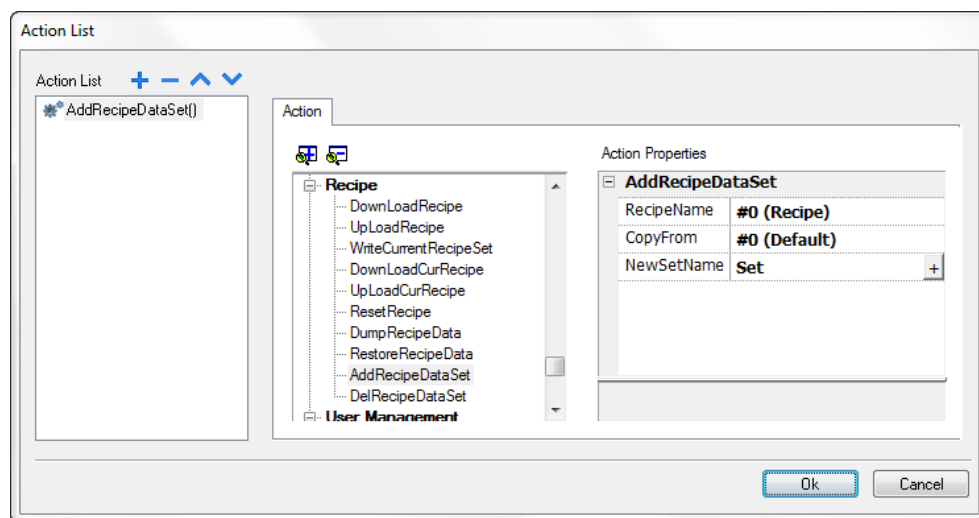 Action List
Action List
AddRecipeDataSet()
Action
Recipe
DownLoadRecipe
UpLoadRecipe
WriteCurrentRecipeSet
DownLoadCurRecipe
UpLoadCurRecipe
ResetRecipe
DumpRecipeData
RestoreRecipeData
AddRecipeDataSet
DelRecipeDataSet
User Management
Action Properties
AddRecipeDataSet
RecipeName #0 (Recipe)
CopyFrom #0 (Default)
NewSetName Set +
Ok Cancel